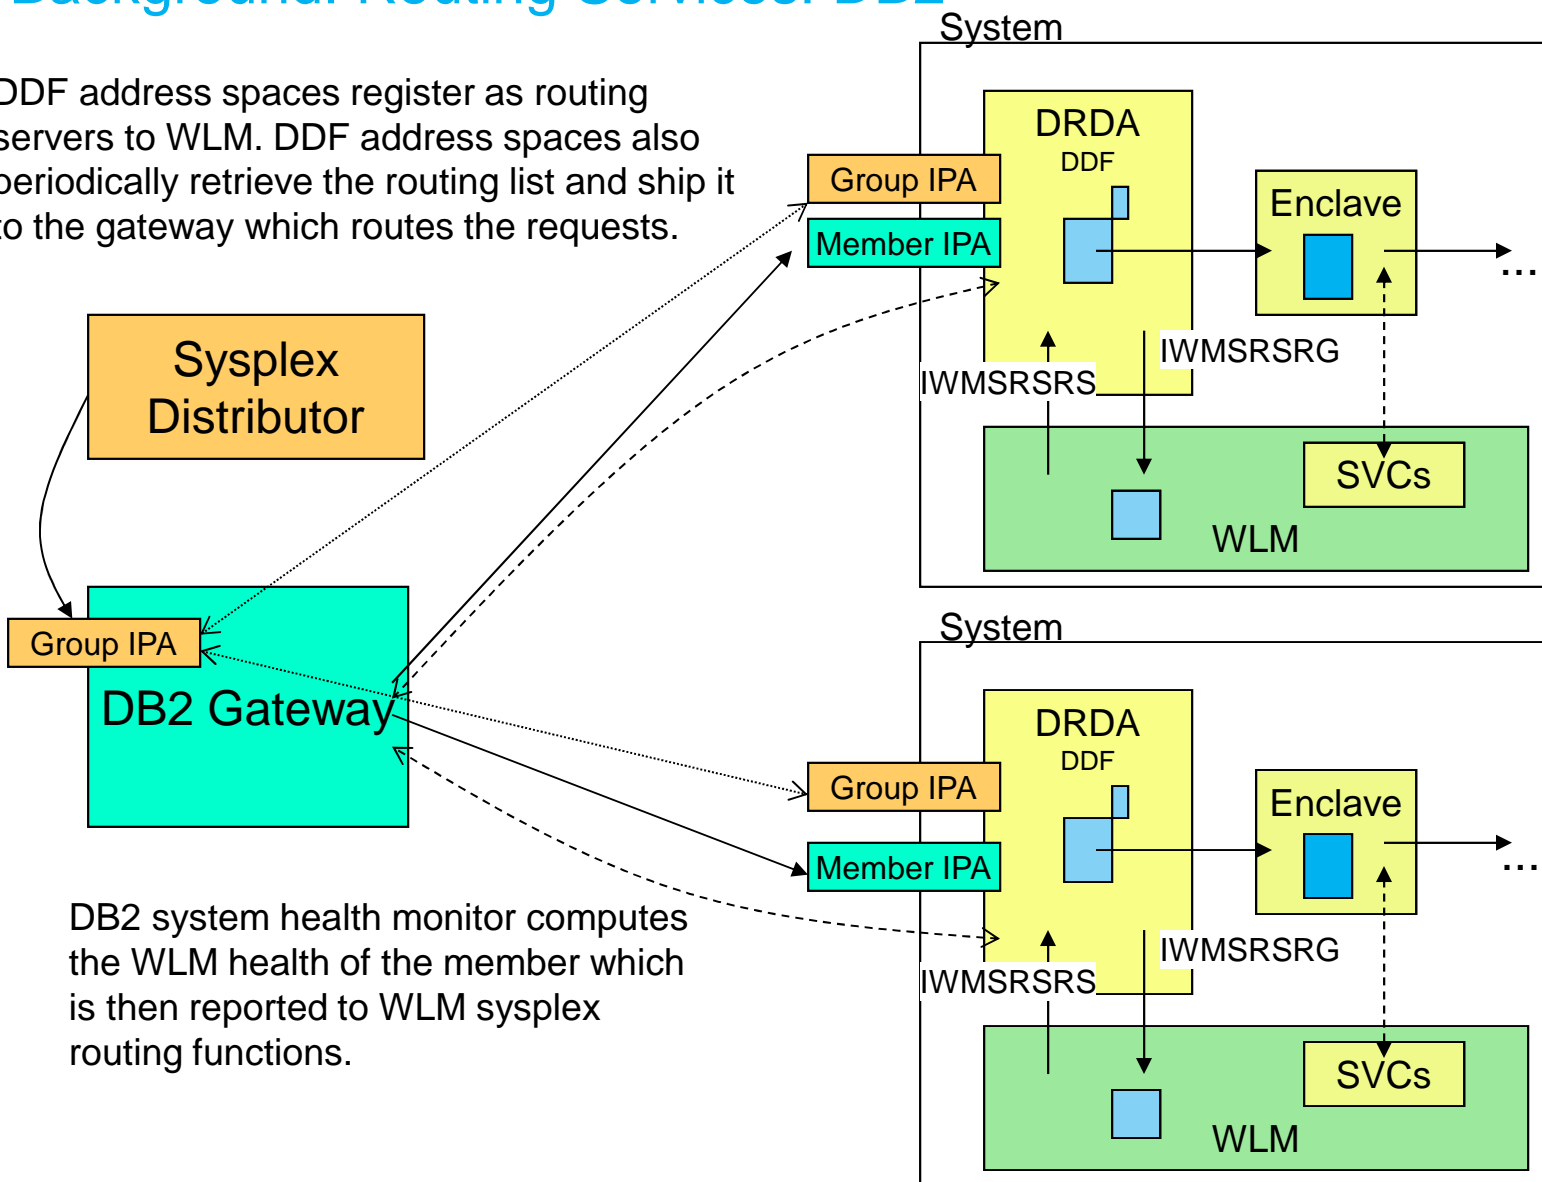 Background: Routing Services: DB2
DDF address spaces register as routing
servers to WLM. DDF address spaces also
periodically retrieve the routing list and ship it
to the gateway which routes the requests.
Sysplex
Distributor
Group IPA
DB2 Gateway
DB2 system health monitor computes
the WLM health of the member which
is then reported to WLM sysplex
routing functions.
System
DRDA
DDF
Group IPA
Member IPA
Enclave
...
IWMSRSRG
IWMSRSRS
SVCs
WLM
System
DRDA
DDF
Group IPA
Member IPA
Enclave
...
IWMSRSRG
IWMSRSRS
SVCs
WLM